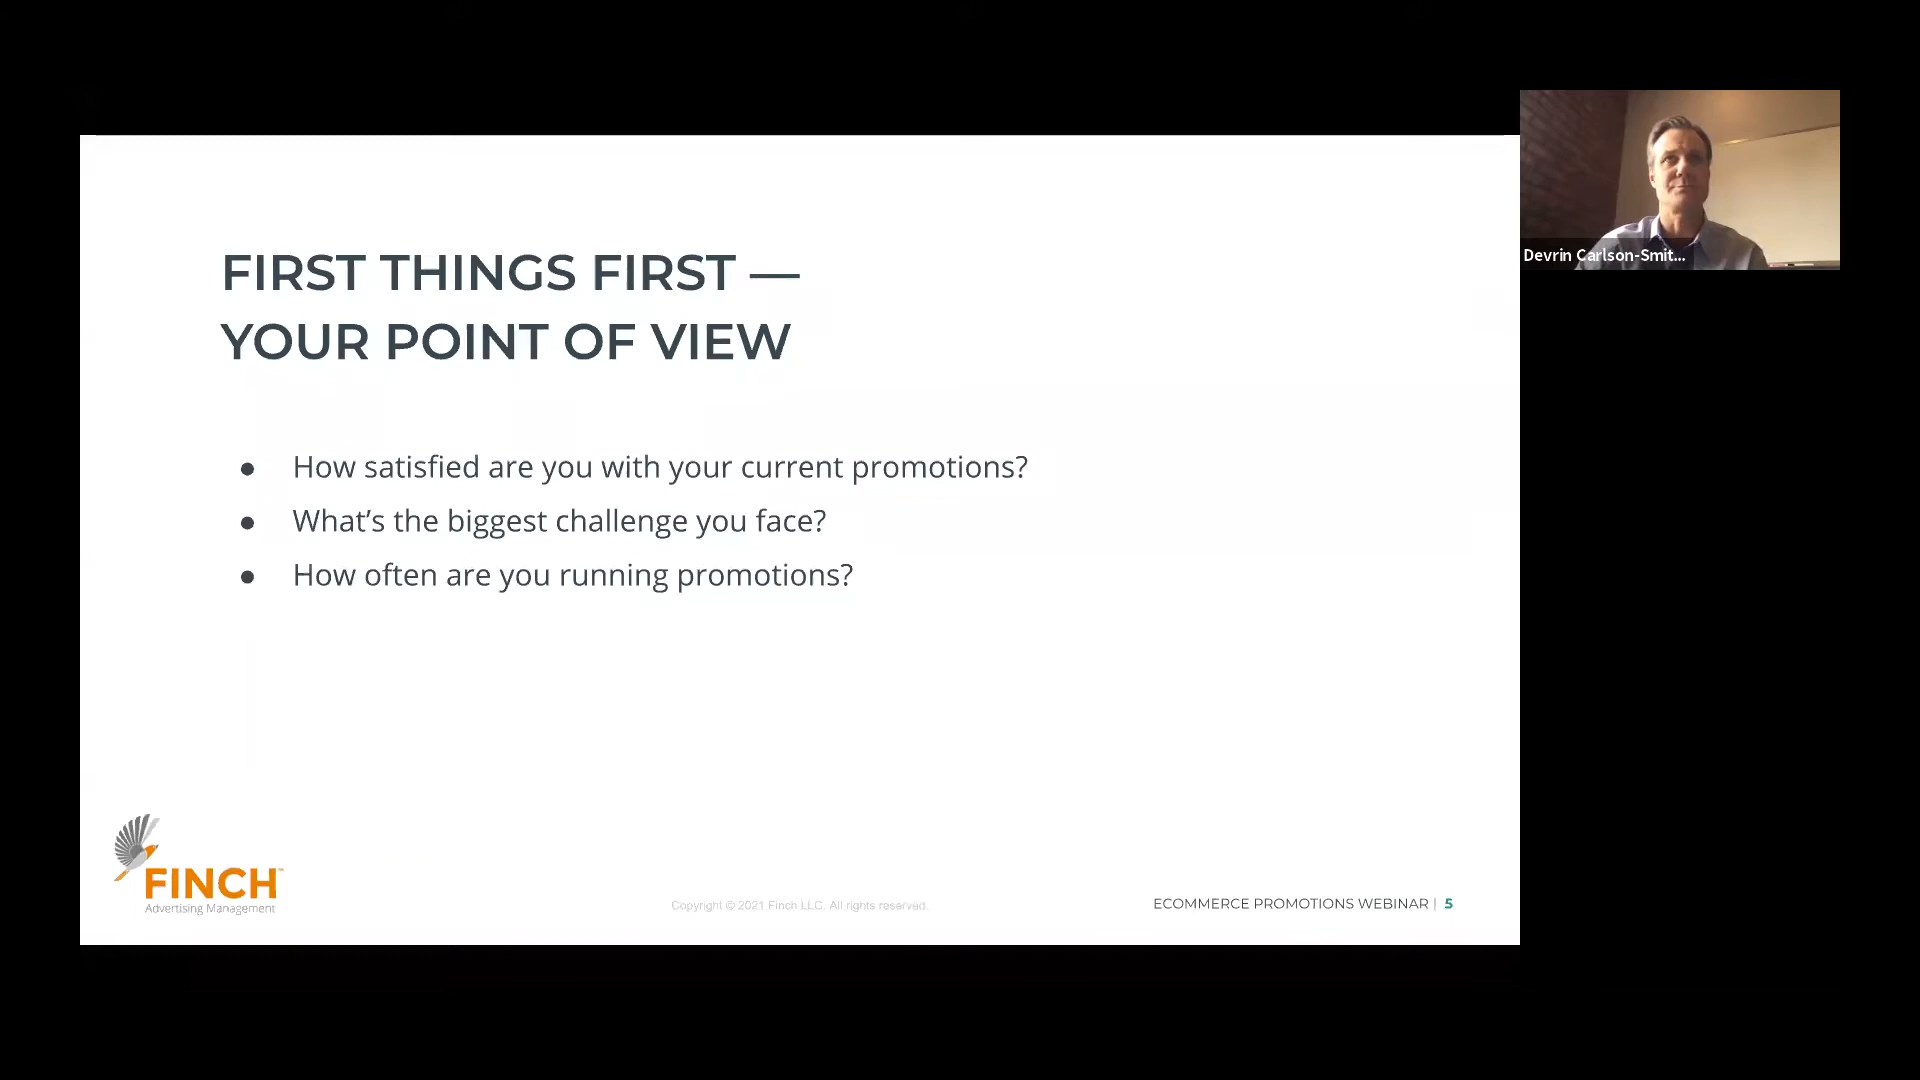 FIRST THINGS FIRST —
YOUR POINT OF VIEW
● How satisfied are you with your current promotions?
● What’s the biggest challenge you face?
● How often are you running promotions?
FINCH™
Advertising Management
Copyright © 2021 Finch LLC. All rights reserved.
ECOMMERCE PROMOTIONS WEBINAR | 5
Devrin Carlson-Smit...